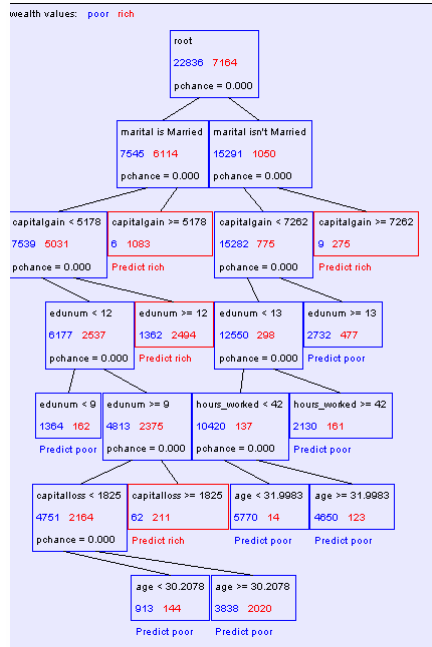 wealth values: poor rich
root
22836 7164
pchance = 0.000
marital is Married
7545 6114
pchance = 0.000
marital isn't Married
15291 1050
pchance = 0.000
capitalgain < 5178
7539 5031
pchance = 0.000
capitalgain >= 5178
6 1083
Predict rich
capitalgain < 7262
15282 775
pchance = 0.000
capitalgain >= 7262
9 275
Predict rich
edunum < 12
6177 2537
pchance = 0.000
edunum >= 12
1362 2494
Predict rich
edunum < 13
12550 298
pchance = 0.000
edunum >= 13
2732 477
Predict poor
edunum < 9
1364 162
Predict poor
edunum >= 9
4813 2375
pchance = 0.000
hours_worked < 42
10420 137
pchance = 0.000
hours_worked >= 42
2130 161
Predict poor
capitalloss < 1825
4751 2164
pchance = 0.000
capitalloss >= 1825
62 211
Predict rich
age < 31.9983
5770 14
Predict poor
age >= 31.9983
4650 123
Predict poor
age < 30.2078
913 144
Predict poor
age >= 30.2078
3838 2020
Predict poor